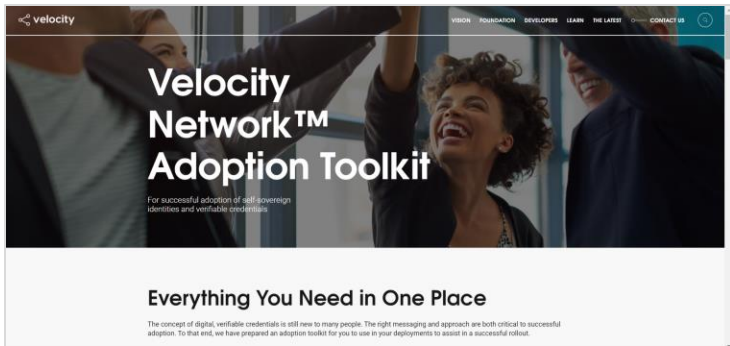 velocity
VISION FOUNDATION DEVELOPERS LEARN THE LATEST CONTACT US
Velocity
Network™
Adoption Toolkit
For successful adoption of self-sovereign
identities and verifiable credentials
Everything You Need in One Place
The concept of digital, verifiable credentials is still new to many people. The right messaging and approach are both critical to successful
adoption. To that end, we have prepared an adoption toolkit for you to use in your deployments to assist in a successful rollout.